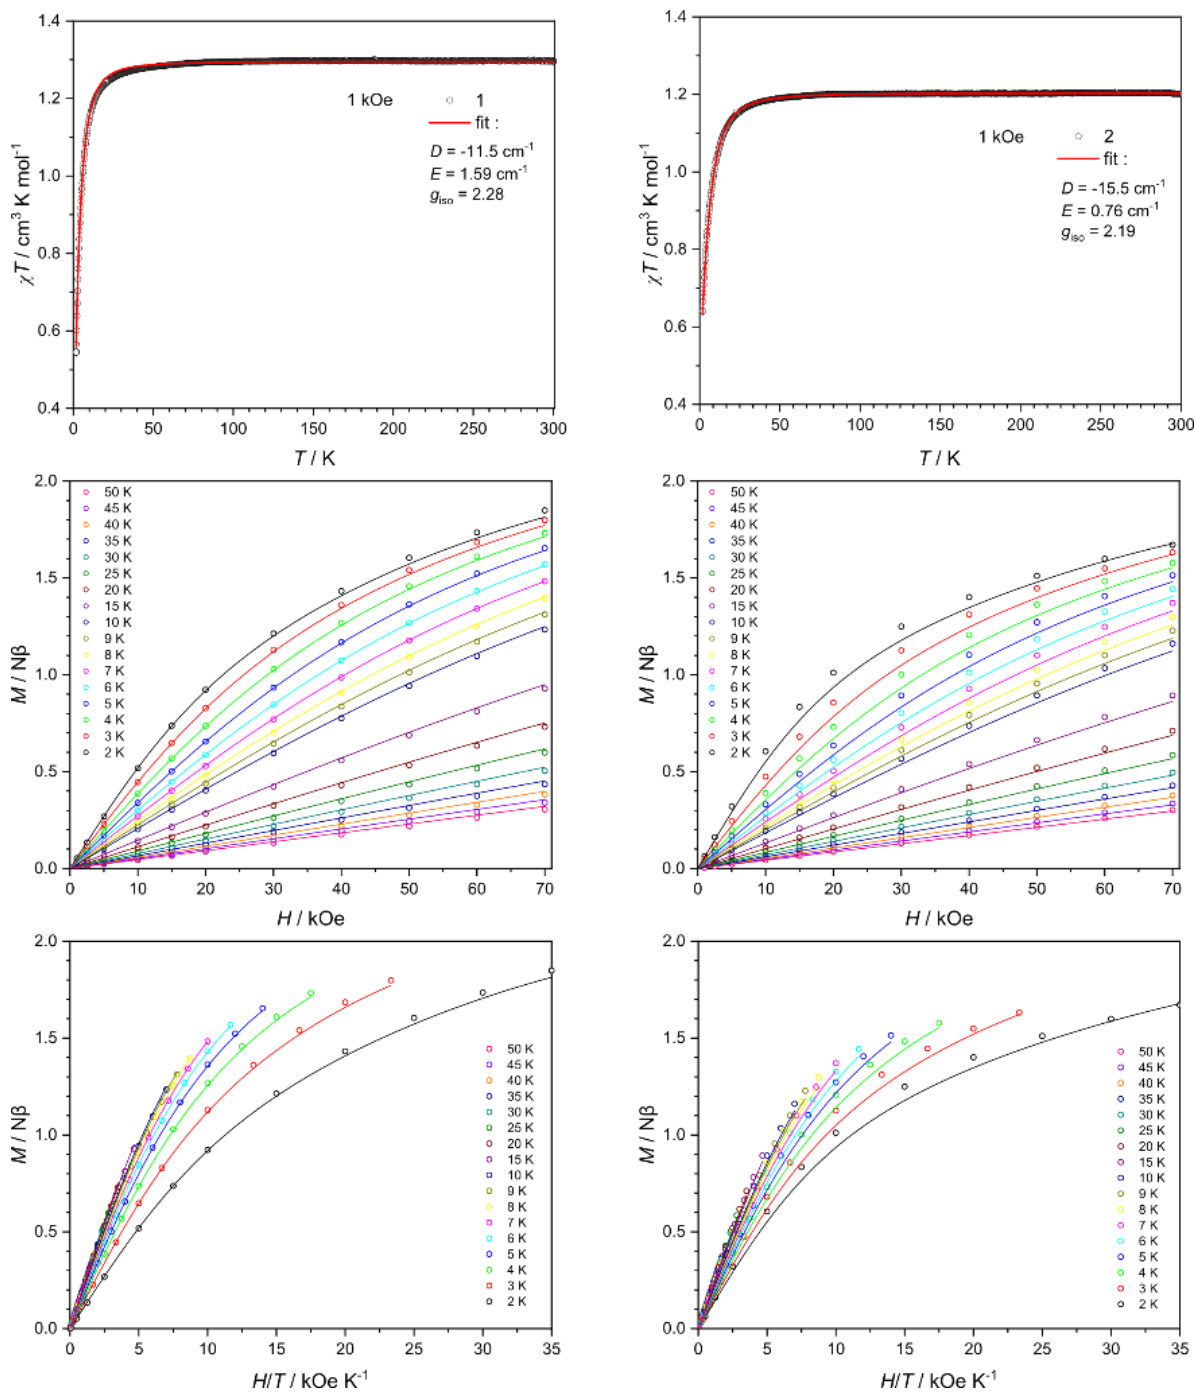 1.4
1.2
1.0
0.8
0.6
0.4
χT / cm³ K mol⁻¹
1 kOe ○ 1
fit :
D = -11.5 cm⁻¹
E = 1.59 cm⁻¹
g_iso = 2.28
0 50 100 150 200 250 300
T / K
1.4
1.2
1.0
0.8
0.6
0.4
χT / cm³ K mol⁻¹
1 kOe ○ 2
fit :
D = -15.5 cm⁻¹
E = 0.76 cm⁻¹
g_iso = 2.19
0 50 100 150 200 250 300
T / K
2.0
1.5
1.0
0.5
0.0
M / Nβ
50 K
45 K
40 K
35 K
30 K
25 K
20 K
15 K
10 K
9 K
8 K
7 K
6 K
5 K
4 K
3 K
2 K
0 10 20 30 40 50 60 70
H / kOe
2.0
1.5
1.0
0.5
0.0
M / Nβ
50 K
45 K
40 K
35 K
30 K
25 K
20 K
15 K
10 K
9 K
8 K
7 K
6 K
5 K
4 K
3 K
2 K
0 10 20 30 40 50 60 70
H / kOe
2.0
1.5
1.0
0.5
0.0
M / Nβ
50 K
45 K
40 K
35 K
30 K
25 K
20 K
15 K
10 K
9 K
8 K
7 K
6 K
5 K
4 K
3 K
2 K
0 5 10 15 20 25 30 35
H/T / kOe K⁻¹
2.0
1.5
1.0
0.5
0.0
M / Nβ
50 K
45 K
40 K
35 K
30 K
25 K
20 K
15 K
10 K
9 K
8 K
7 K
6 K
5 K
4 K
3 K
2 K
0 5 10 15 20 25 30 35
H/T / kOe K⁻¹